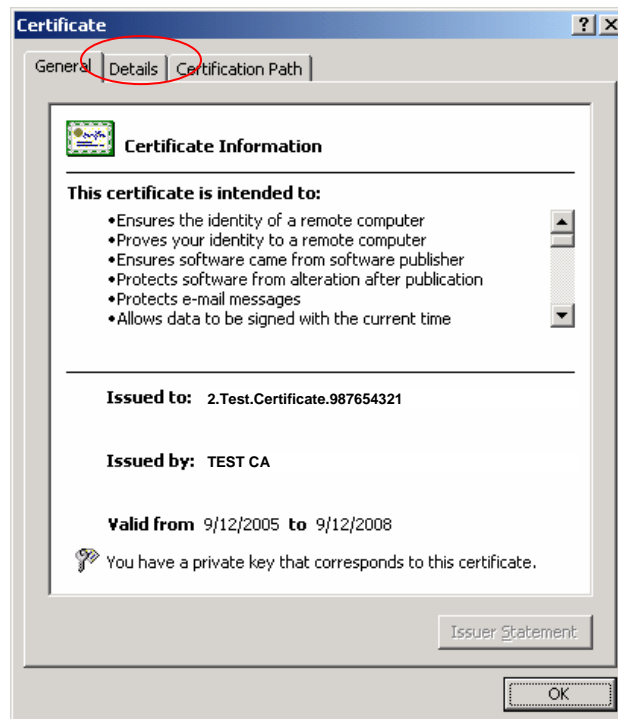 Certificate
General Details Certification Path
Certificate Information
This certificate is intended to:
•Ensures the identity of a remote computer
•Proves your identity to a remote computer
•Ensures software came from software publisher
•Protects software from alteration after publication
•Protects e-mail messages
•Allows data to be signed with the current time
Issued to: 2.Test.Certificate.987654321
Issued by: TEST CA
Valid from 9/12/2005 to 9/12/2008
You have a private key that corresponds to this certificate.
Issuer Statement
OK